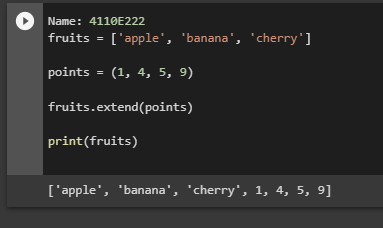 Name: 4110E222
fruits = ['apple', 'banana', 'cherry']
points = (1, 4, 5, 9)
fruits.extend(points)
print(fruits)
['apple', 'banana', 'cherry', 1, 4, 5, 9]